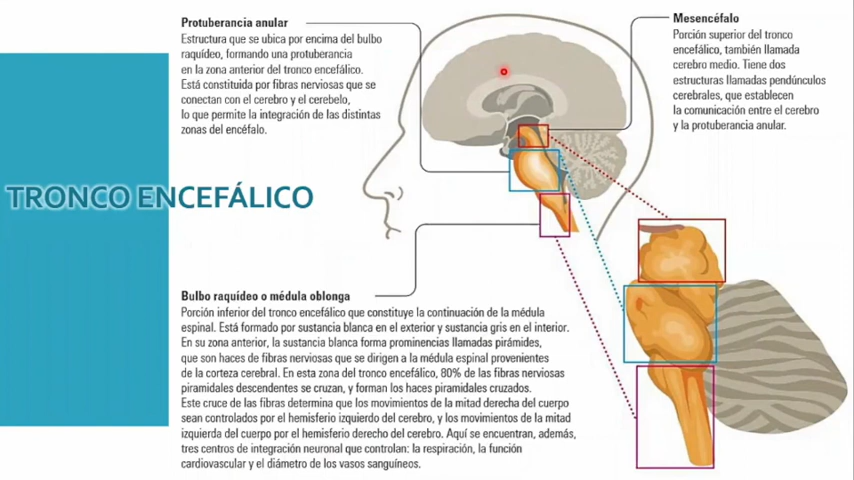 TRONCO ENCEFÁLICO
Protuberancia anular
Estructura que se ubica por encima del bulbo
raquídeo, formando una protuberancia
en la zona anterior del tronco encefálico.
Está constituida por fibras nerviosas que se
conectan con el cerebro y el cerebelo,
lo que permite la integración de las distintas
zonas del encéfalo.
Mesencéfalo
Porción superior del tronco
encefálico, también llamada
cerebro medio. Tiene dos
estructuras llamadas pendúnculos
cerebrales, que establecen
la comunicación entre el cerebro
y la protuberancia anular.
Bulbo raquídeo o médula oblonga
Porción inferior del tronco encefálico que constituye la continuación de la médula
espinal. Está formado por sustancia blanca en el exterior y sustancia gris en el interior.
En su zona anterior, la sustancia blanca forma prominencias llamadas pirámides,
que son haces de fibras nerviosas que se dirigen a la médula espinal provenientes
de la corteza cerebral. En esta zona del tronco encefálico, 80% de las fibras nerviosas
piramidales descendentes se cruzan, y forman los haces piramidales cruzados.
Este cruce de las fibras determina que los movimientos de la mitad derecha del cuerpo
sean controlados por el hemisferio izquierdo del cerebro, y los movimientos de la mitad
izquierda del cuerpo por el hemisferio derecho del cerebro. Aquí se encuentran, además,
tres centros de integración neuronal que controlan: la respiración, la función
cardiovascular y el diámetro de los vasos sanguíneos.